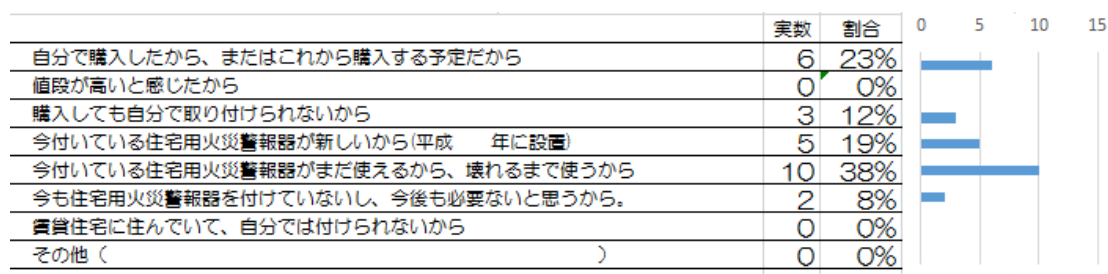 実数 割合 0 5 10 15
自分で購入したから、またはこれから購入する予定だから 6 23%
値段が高いと感じたから 0 0%
購入しても自分で取り付けられないから 3 12%
今付いている住宅用火災警報器が新しいから(平成　　年に設置) 5 19%
今付いている住宅用火災警報器がまだ使えるから、壊れるまで使うから 10 38%
今も住宅用火災警報器を付けていないし、今後も必要ないと思うから。 2 8%
賃貸住宅に住んでいて、自分では付けられないから 0 0%
その他（　　　　　　　　　　　　　　　　　　） 0 0%